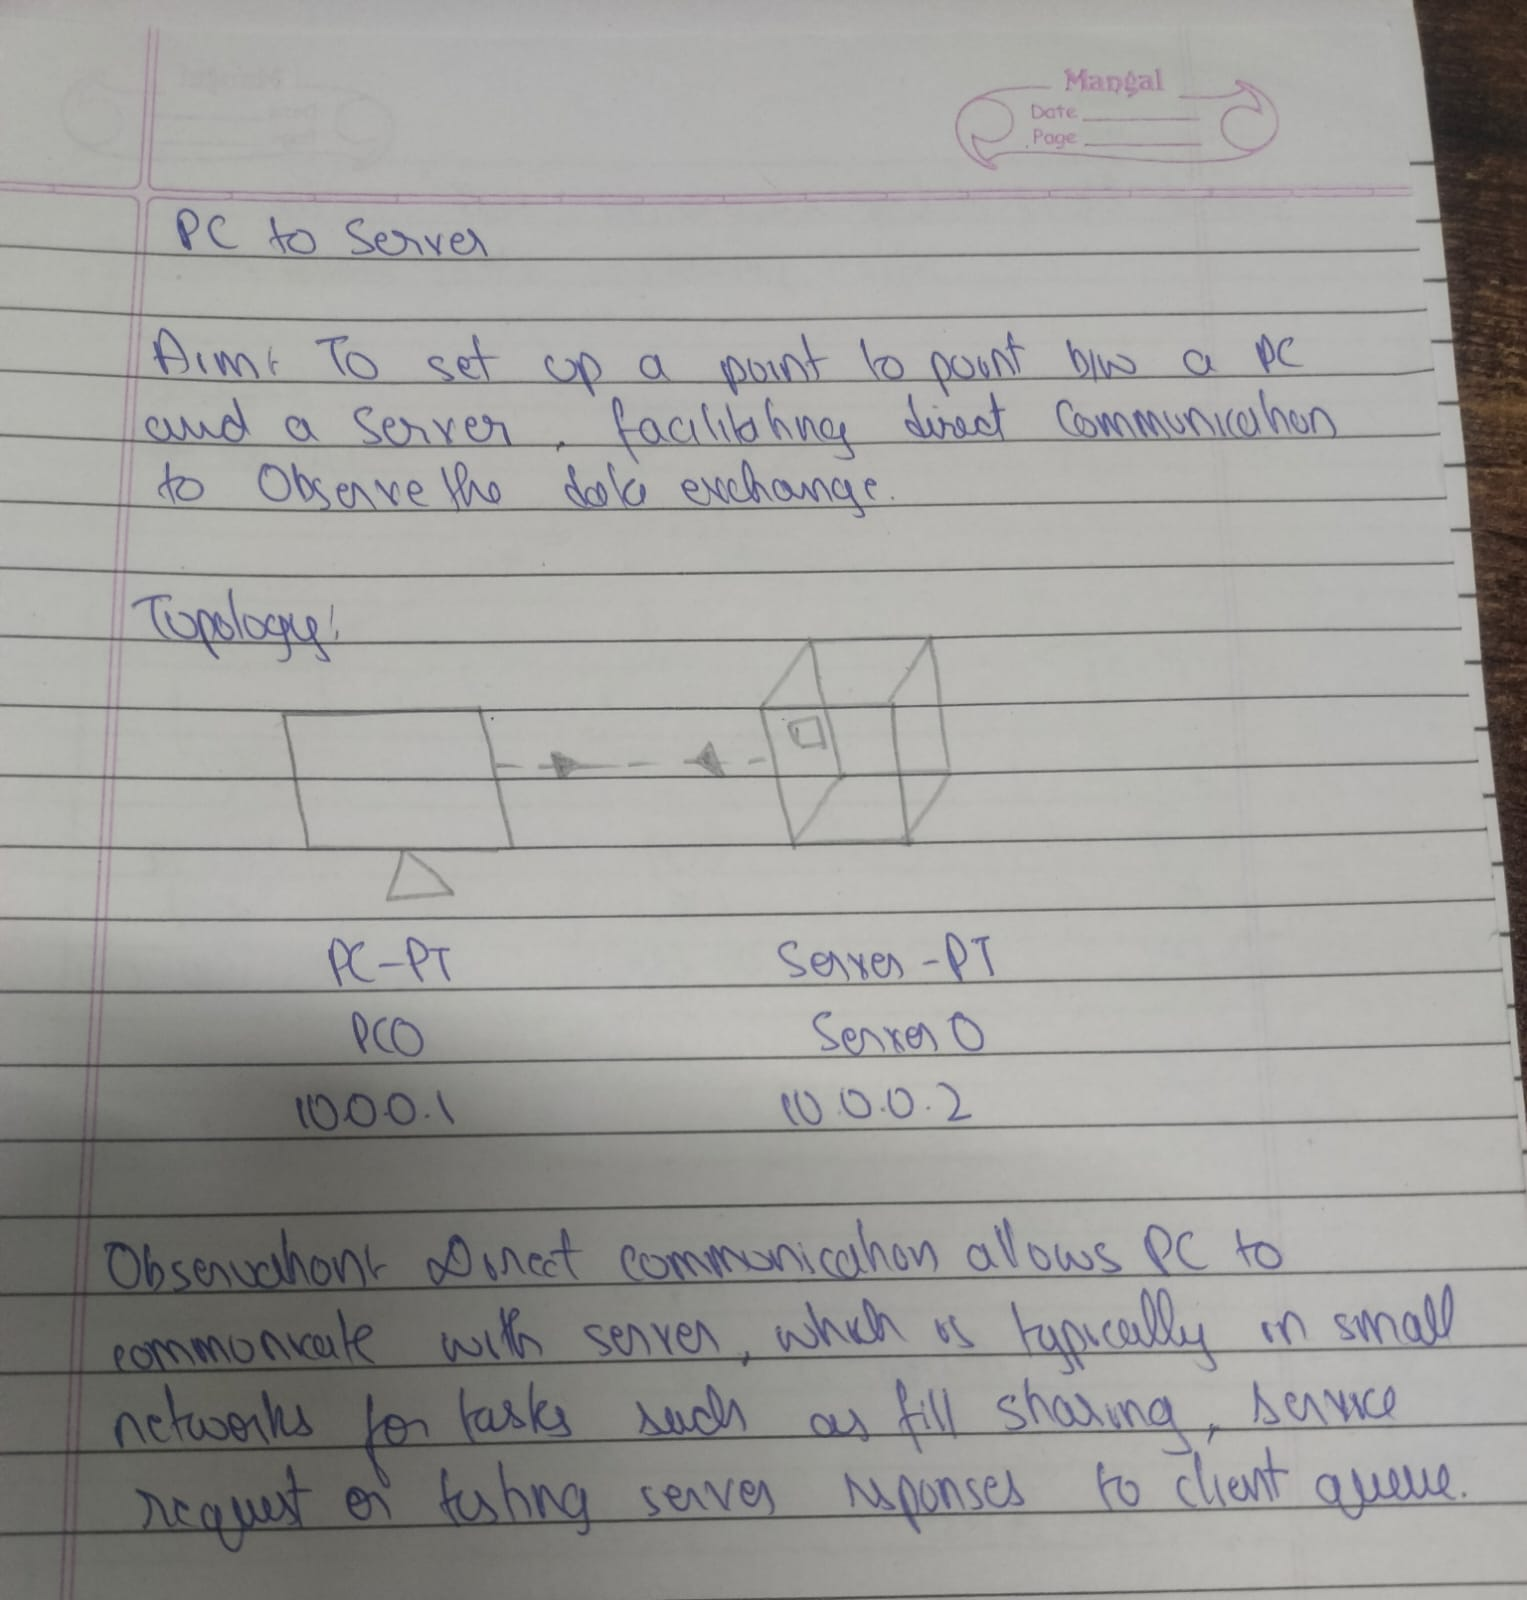 Mangal
Date
Page
PC to Server
Aim:- To set up a point to point b/w a PC
and a Server, facilitating direct Communication
to Observe the data exchange.
Topology:
PC-PT Server-PT
PC0 Server 0
10.0.0.1 10.0.0.2
Observation:- Direct communication allows PC to
communicate with server, which is typically in small
networks for tasks such as fill sharing, service
request or testing server responses to client queue.